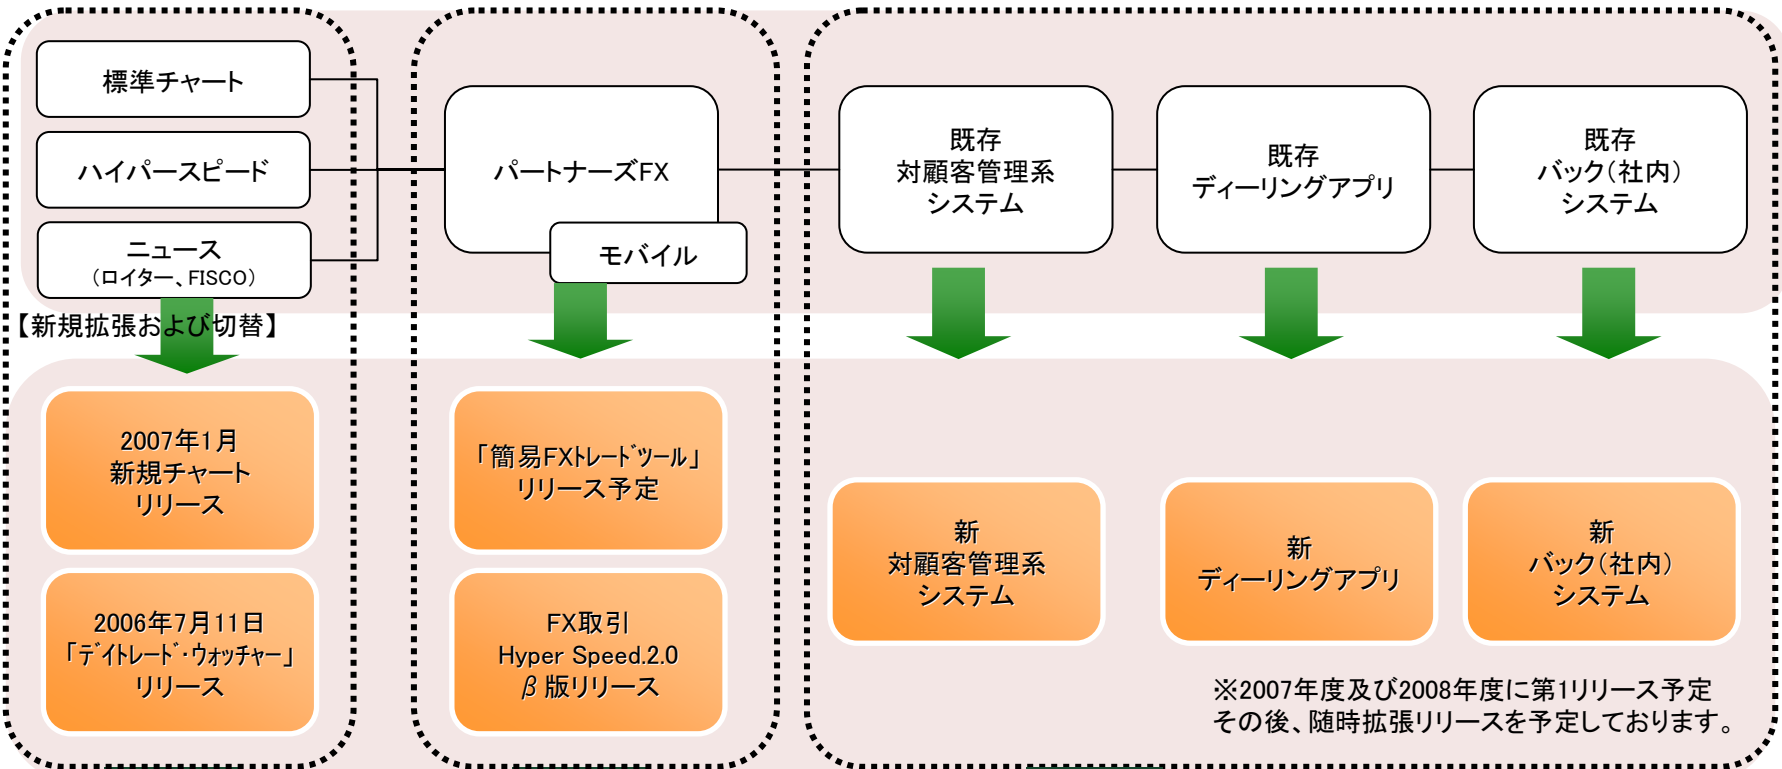 標準チャート
ハイパースピード
ニュース
（ロイター、FISCO）
パートナーズFX
モバイル
既存
対顧客管理系
システム
既存
ディーリングアプリ
既存
バック（社内）
システム
【新規拡張および切替】
2007年1月
新規チャート
リリース
2006年7月11日
「ﾃﾞｲﾄﾚｰﾄﾞ・ｳｫｯﾁｬｰ」
リリース
「簡易FXﾄﾚｰﾄﾞﾂｰﾙ」
リリース予定
FX取引
Hyper Speed.2.0
β版リリース
新
対顧客管理系
システム
新
ディーリングアプリ
新
バック（社内）
システム
※2007年度及び2008年度に第1リリース予定
その後、随時拡張リリースを予定しております。